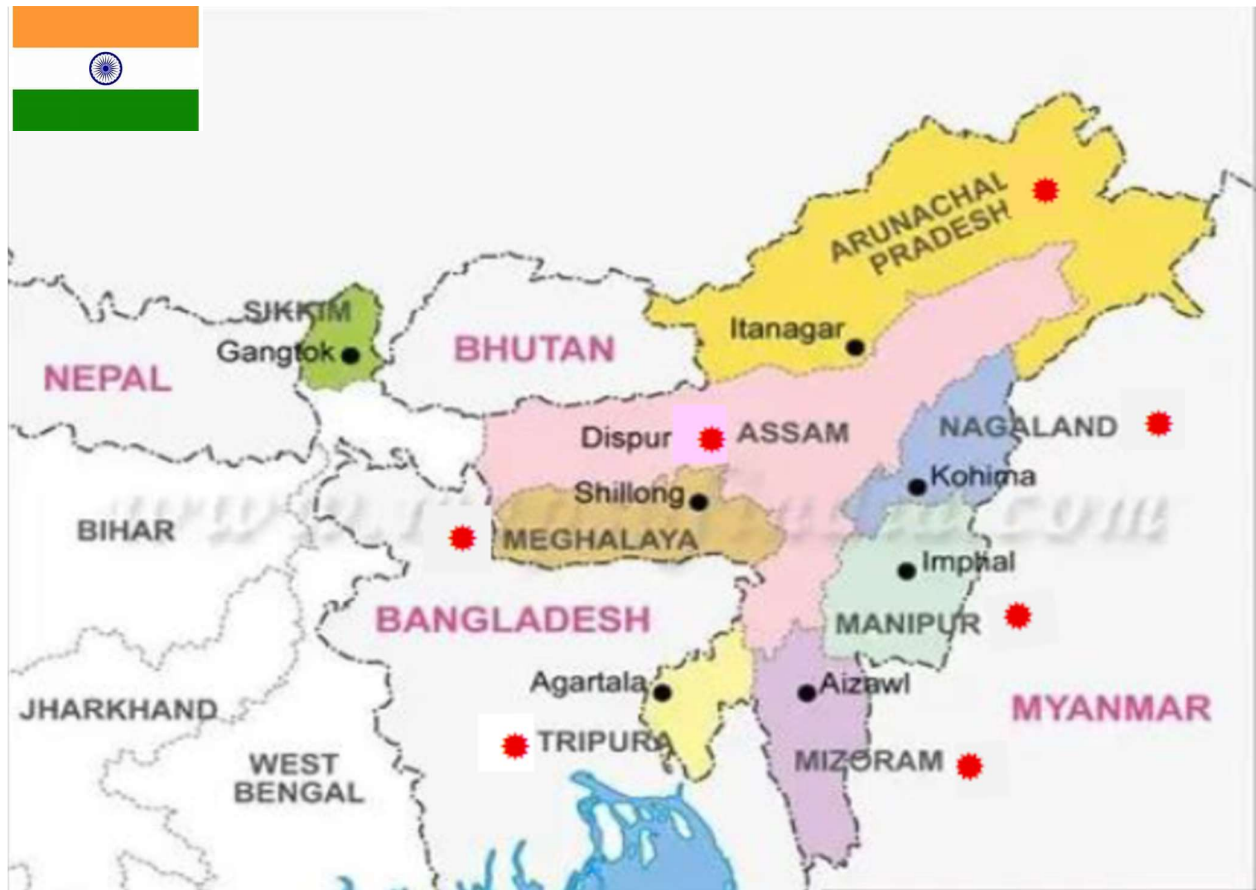 ARUNACHAL
PRADESH
SIKKIM
Itanagar
Gangtok
BHUTAN
NEPAL
Dispur
ASSAM
NAGALAND
Kohima
Shillong
BIHAR
MEGHALAYA
Imphal
BANGLADESH
MANIPUR
Agartala
Aizawl
JHARKHAND
MYANMAR
TRIPURA
MIZORAM
WEST
BENGAL